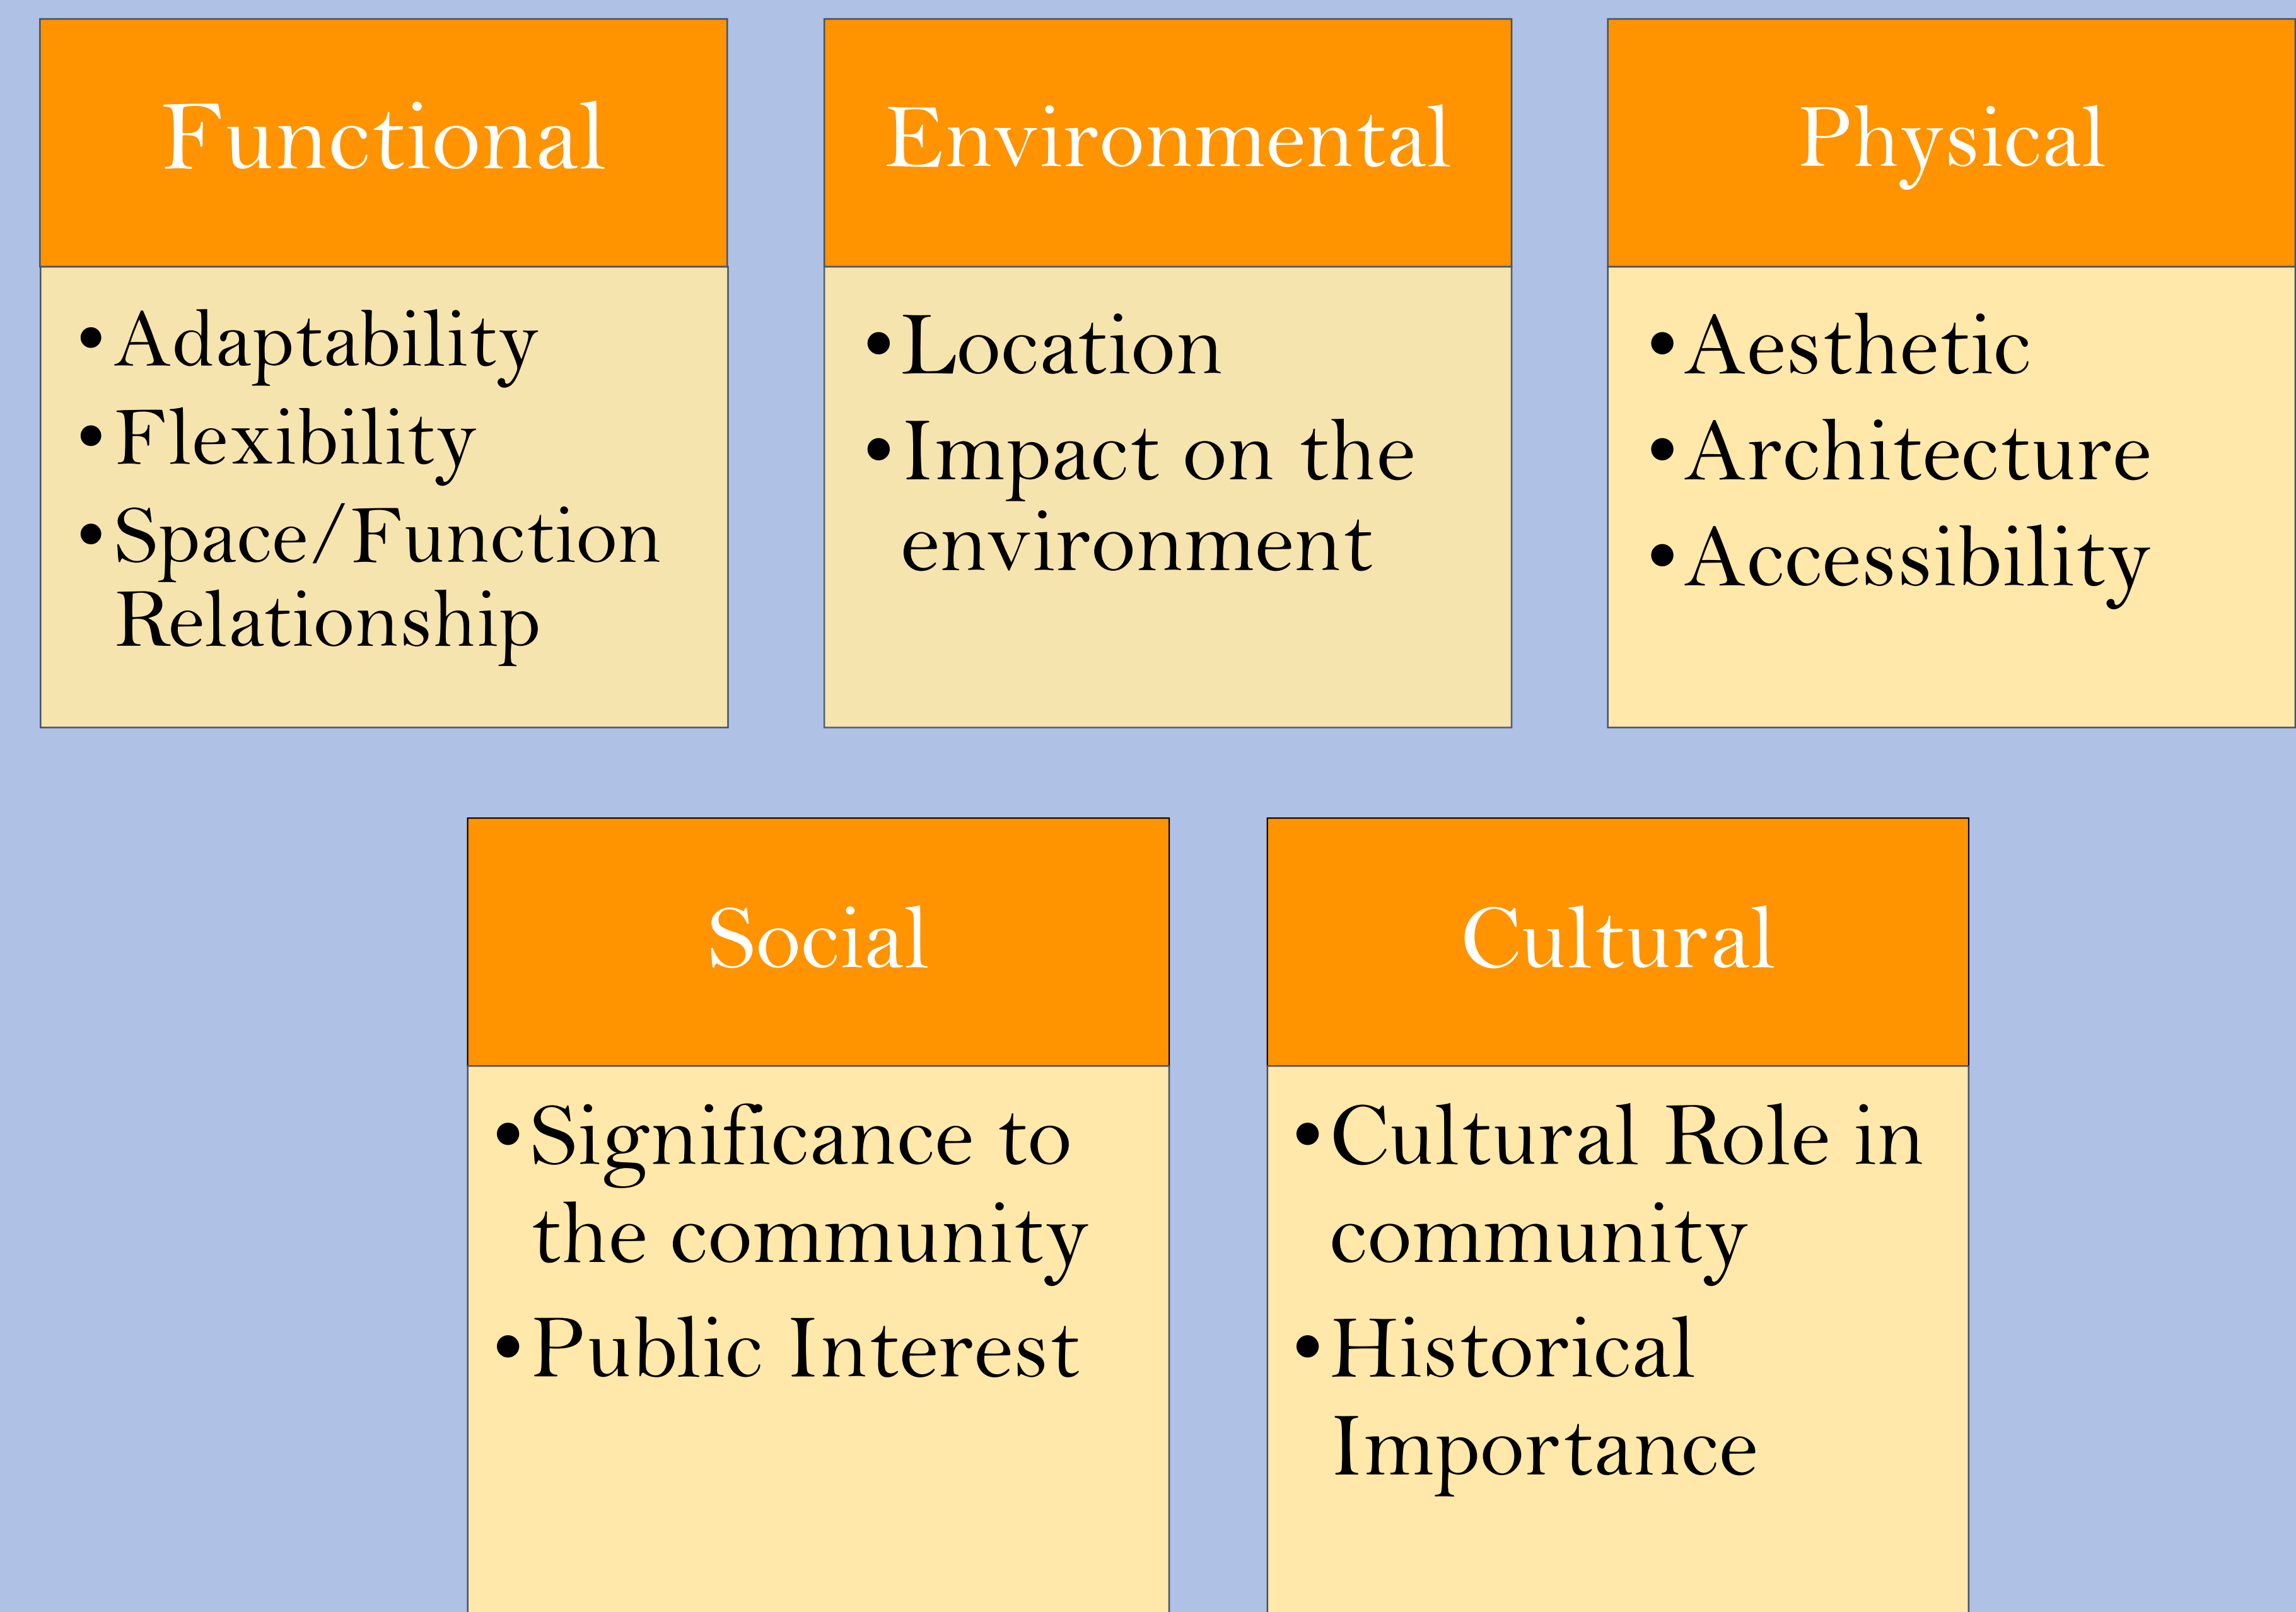 Functional
• Adaptability
• Flexibility
• Space/Function
Relationship
Environmental
• Location
• Impact on the
environment
Physical
• Aesthetic
• Architecture
• Accessibility
Social
• Significance to
the community
• Public Interest
Cultural
• Cultural Role in
community
• Historical
Importance